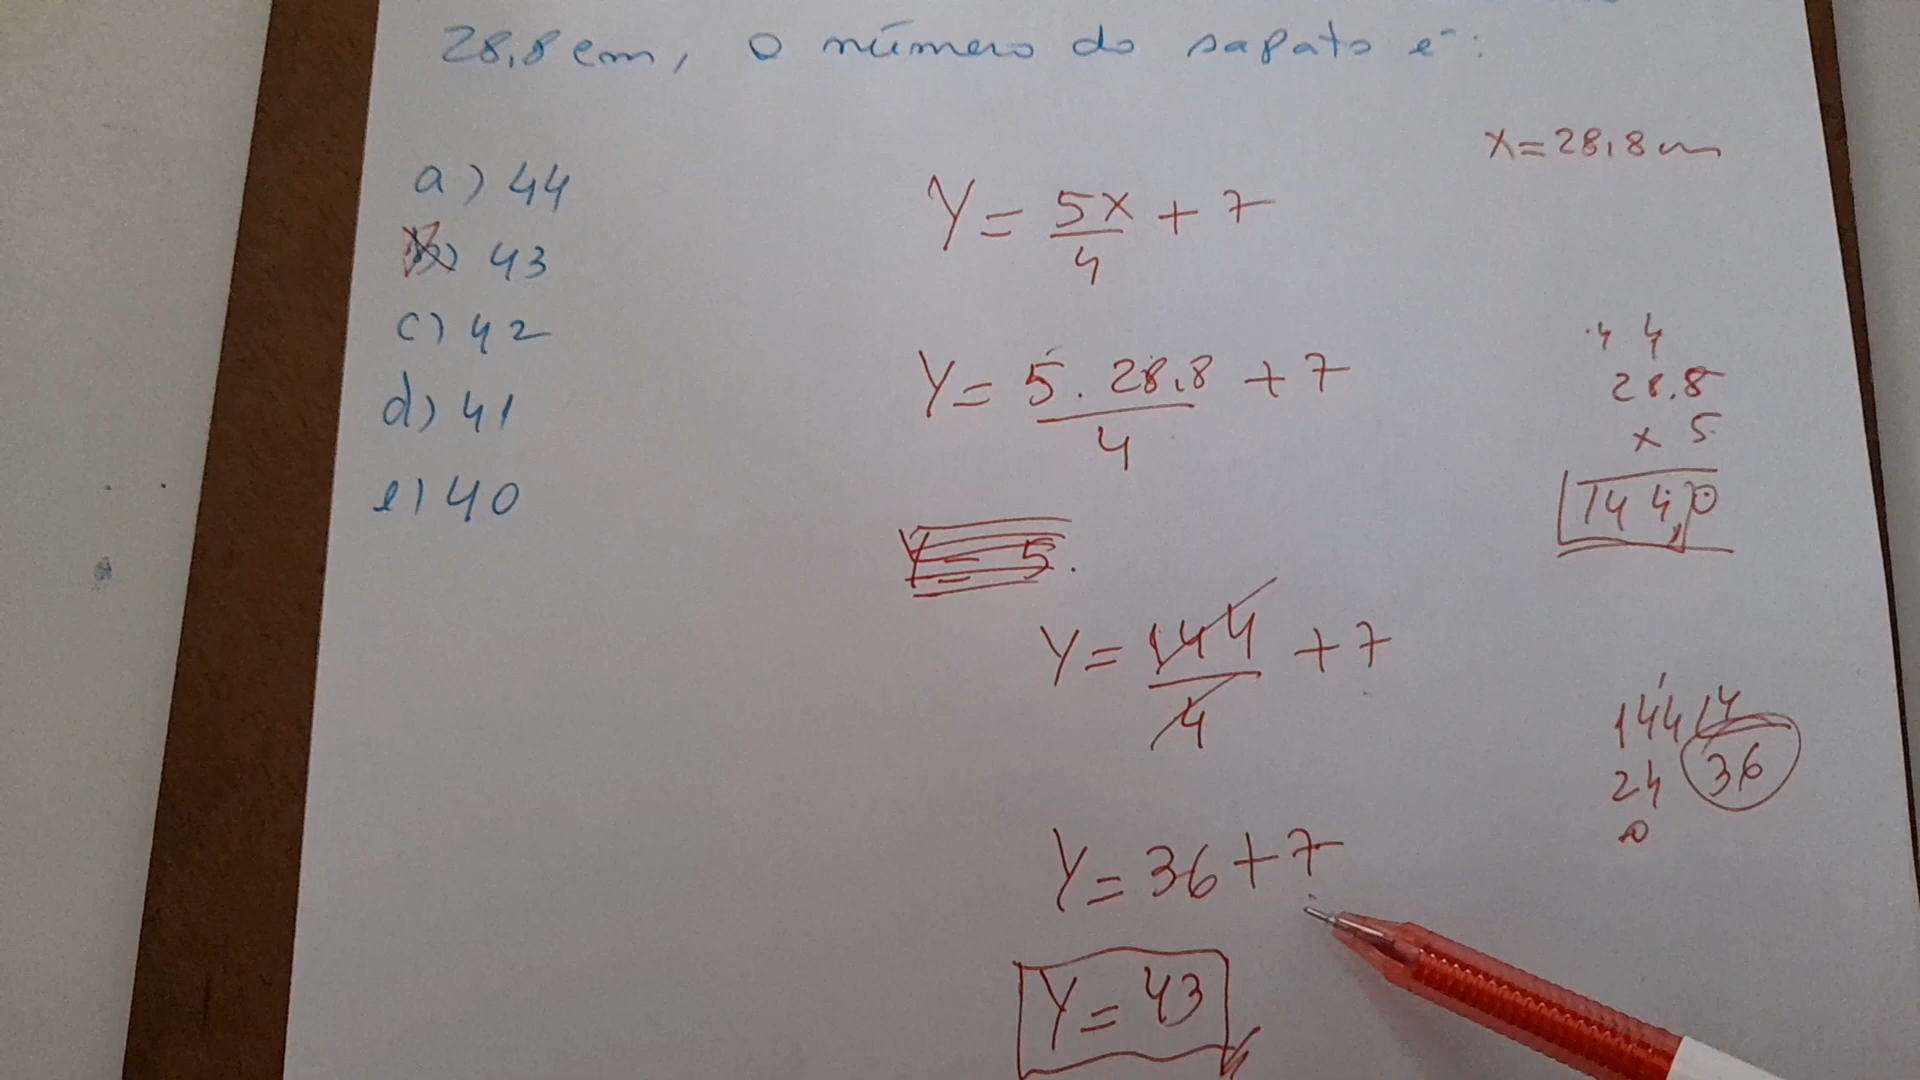 28,8 cm, o número do sapato é:
x = 28,8 cm
a) 44
b) 43
c) 42
d) 41
e) 40
Y = 5x/4 + 7
Y = 5 . 28,8/4 + 7
4 4
28,8
x 5
144,0
Y = 5.
Y = 144/4 + 7
144 | 4
24 36
0
Y = 36 + 7
Y = 43